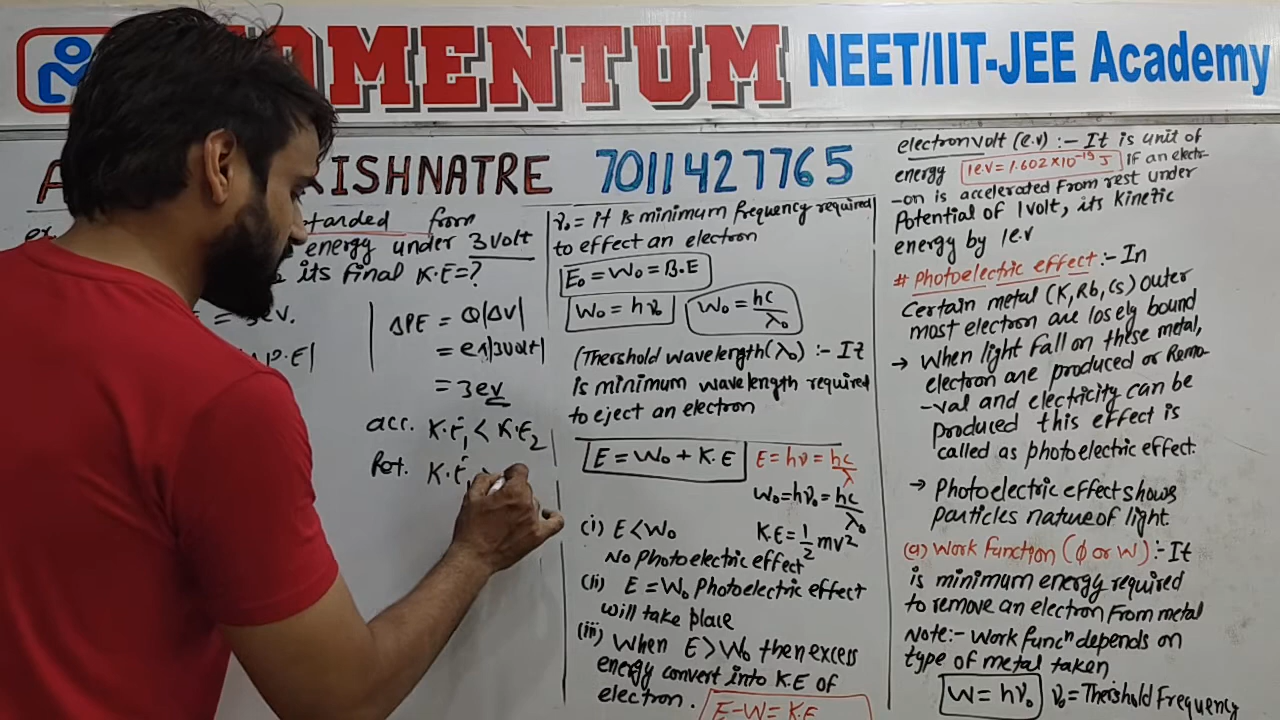 MOMENTUM NEET/IIT-JEE Academy
RISHNATRE 7011427765
from
energy under 3Volt
its final K.E=?
= 3ev.
ΔPE = Q|ΔV|
= e×|3Volt|
= 3ev
acc. K.E₁ < K.E₂
Ret. K.E₁ >
ν₀= it is minimum frequency required
to effect an electron
E₀ = W₀ = B.E
W₀ = hν₀
W₀ = hc/λ₀
(Thershold wavelength(λ₀) :- It
is minimum wavelength required
to eject an electron
E = W₀ + K.E
E = hν = hc/λ
W₀=hν₀=hc/λ₀
K.E = 1/2 mv²
(i) E < W₀
No Photoelectric effect
(ii) E = W₀ Photoelectric effect
will take place
(iii) When E > W₀ then excess
energy convert into K.E of
electron.
E-W = K.E
electronvolt (e.v) :- It is unit of
energy 1e.v = 1.602×10⁻¹⁹ J if an electr-
-on is accelerated from rest under
Potential of 1 volt, its kinetic
energy by 1e.v
# Photoelectric effect :- In
Certain metal (K, Rb, Cs) outer
most electron are losely bound
→ When light fall on these metal,
electron are produced or Remo-
-val and electricity can be
produced this effect is
called as photoelectric effect.
→ Photoelectric effect shows
particles nature of light.
(a) Work function (ϕ or W) :- It
is minimum energy required
to remove an electron from metal
Note:- Work funcⁿ depends on
type of metal taken
W = hν₀ ν₀ = Thershold Frequency